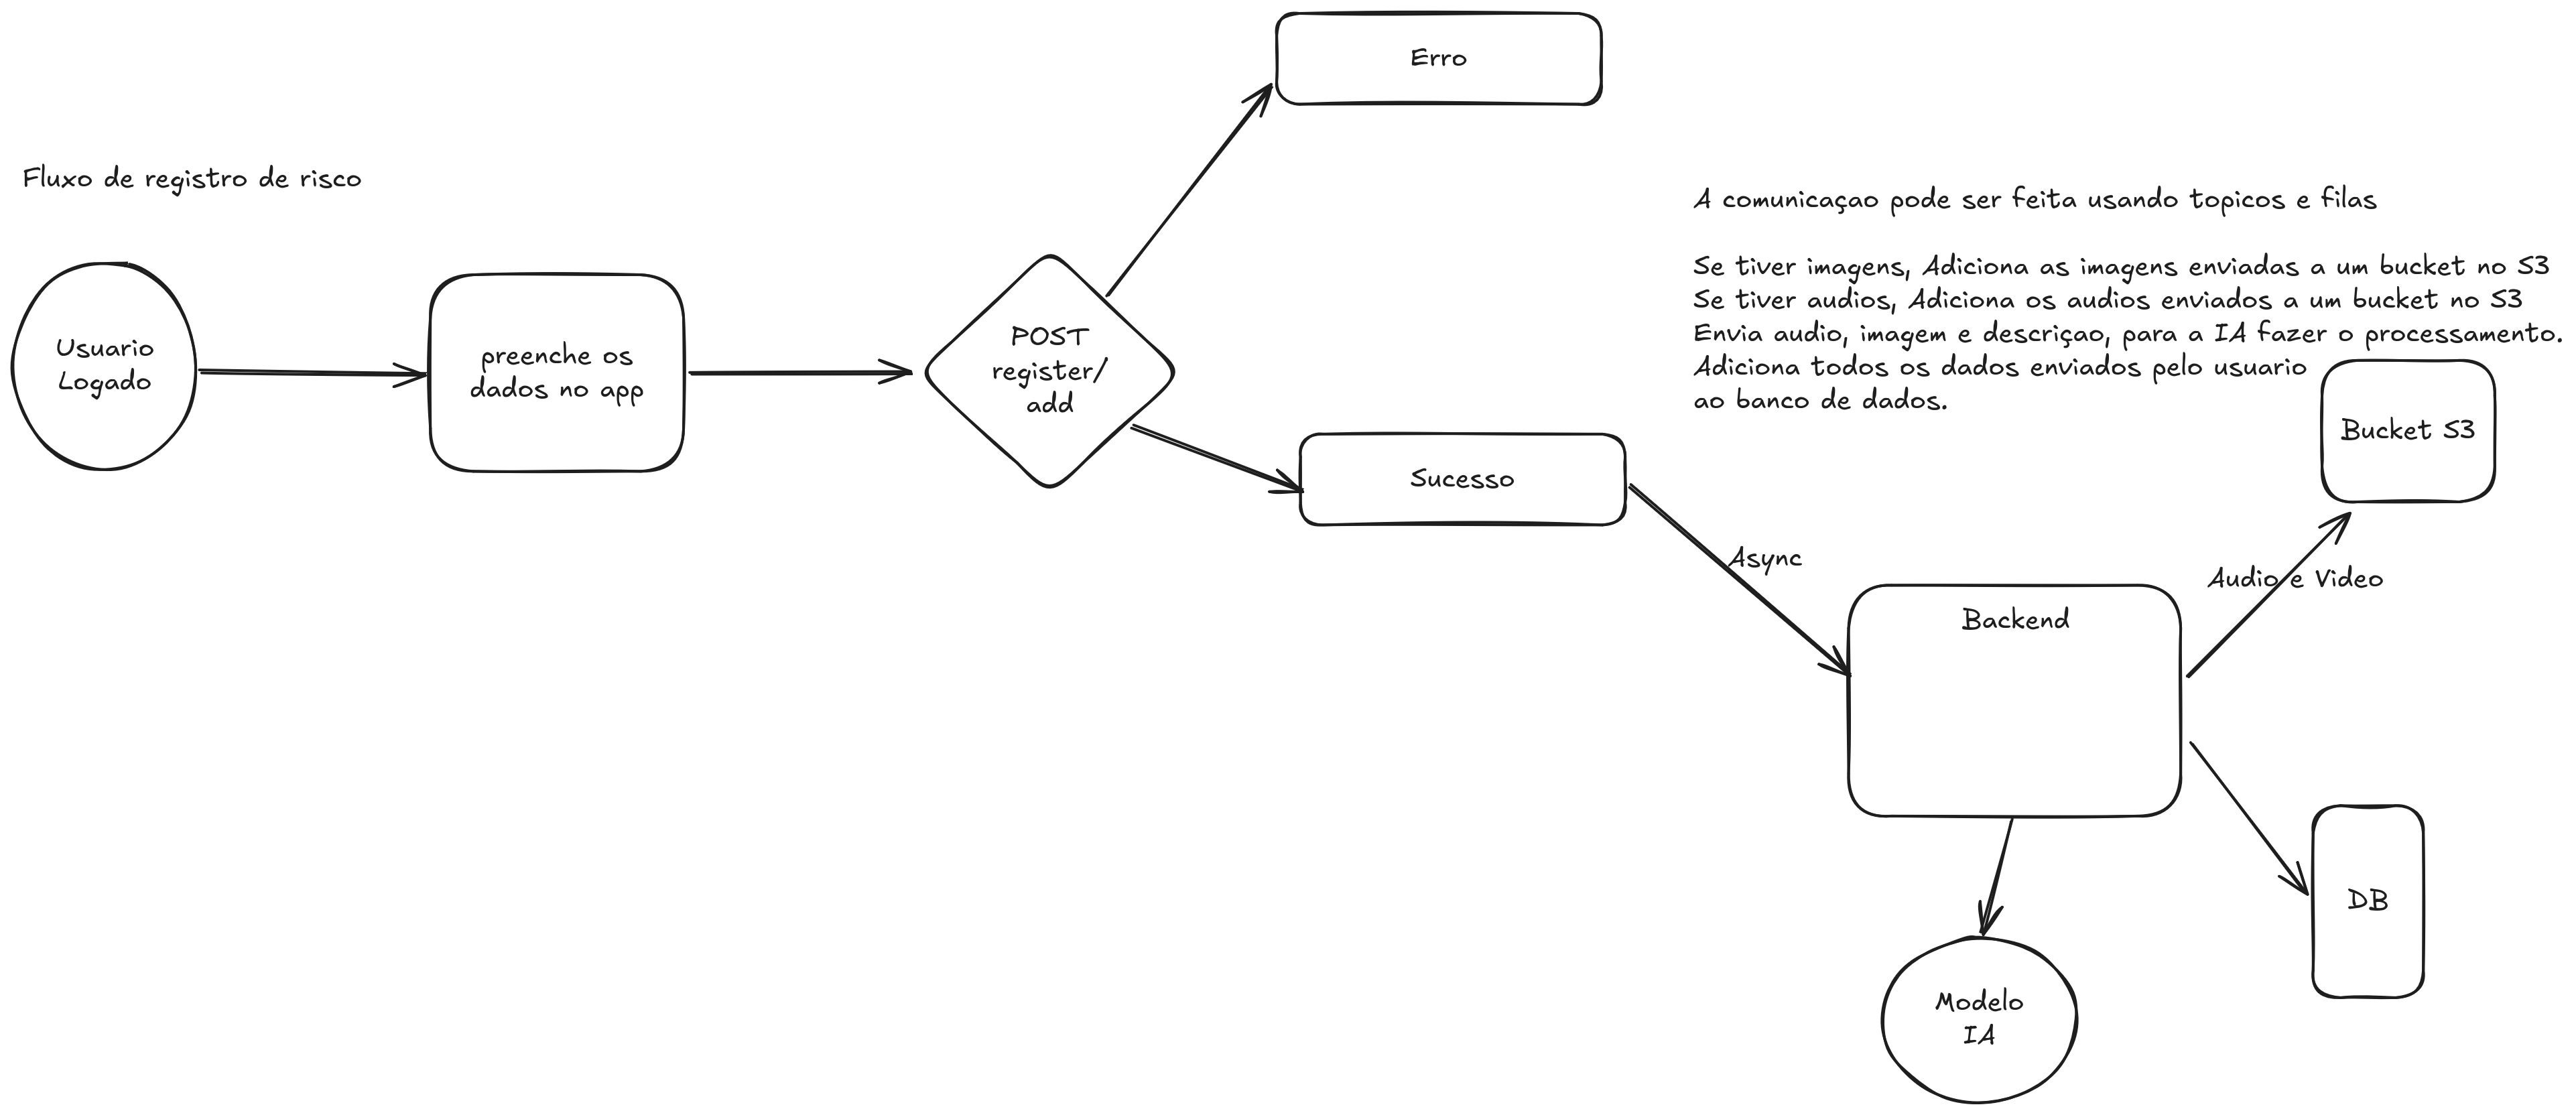 Erro
Fluxo de registro de risco
A comunicaçao pode ser feita usando topicos e filas
Se tiver imagens, Adiciona as imagens enviadas a um bucket no S3
Se tiver audios, Adiciona os audios enviados a um bucket no S3
Envia audio, imagem e descriçao, para a IA fazer o processamento.
Adiciona todos os dados enviados pelo usuario
ao banco de dados.
Usuario
Logado
preenche os
dados no app
POST
register/
add
Sucesso
Bucket S3
Async
Audio e Video
Backend
DB
Modelo
IA